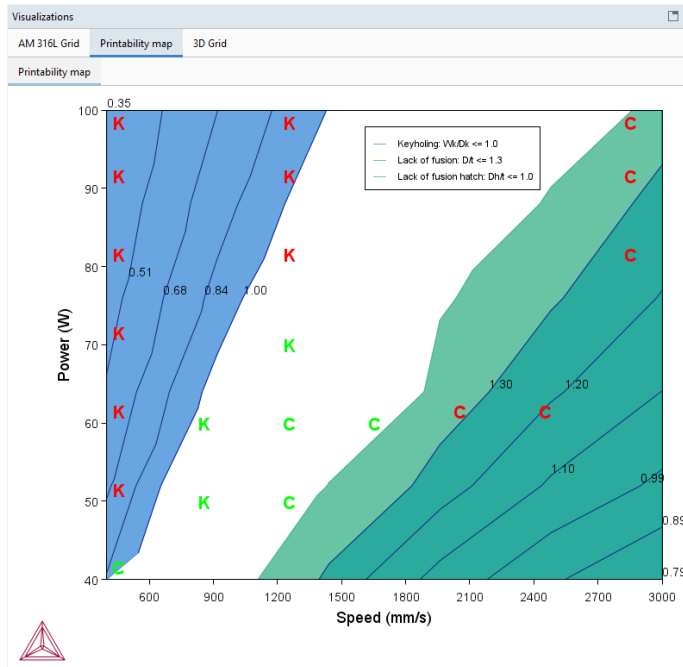 Visualizations
AM 316L Grid Printability map 3D Grid
Printability map
0.35
100
K K C
Keyholing: Wk/Dk <= 1.0
Lack of fusion: D/t <= 1.3
Lack of fusion hatch: Dh/t <= 1.0
K K C
90
K K C
80
0.51
0.68 0.84 1.00
K
K
70
Power (W)
1.30 1.20
K C C
K C C
60
1.10
0.99
K
K C
50
0.89
C
0.79
40
600 900 1200 1500 1800 2100 2400 2700 3000
Speed (mm/s)